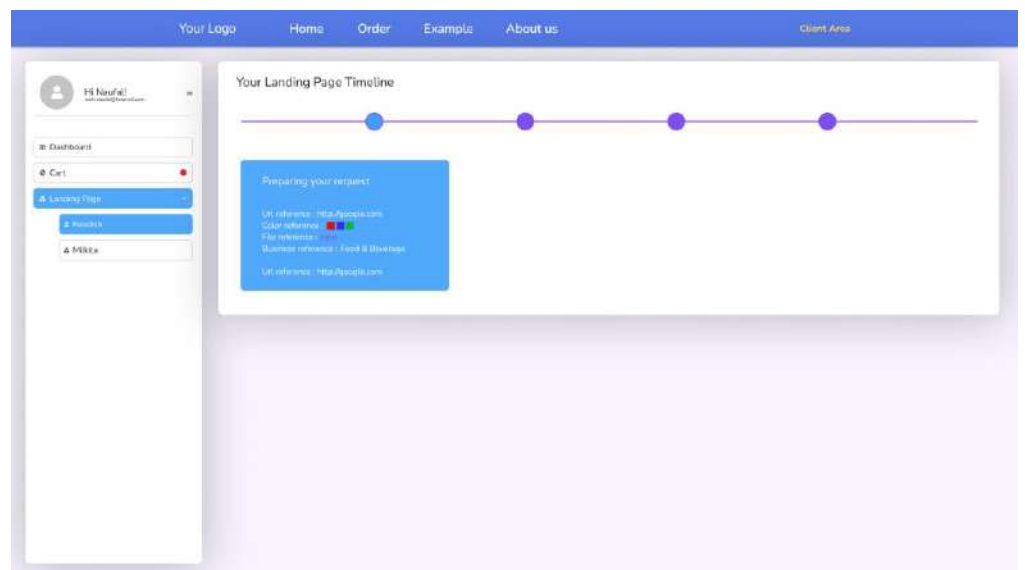 Your Logo Home Order Example About us Client Area
Hi Naufal!
Your Landing Page Timeline
Dashboard
Cart
Landing Page
Milkita
Preparing your request
Url reference : http://google.com
Color reference :
File reference :
Business reference : Food & Beverage
Url reference : http://google.com